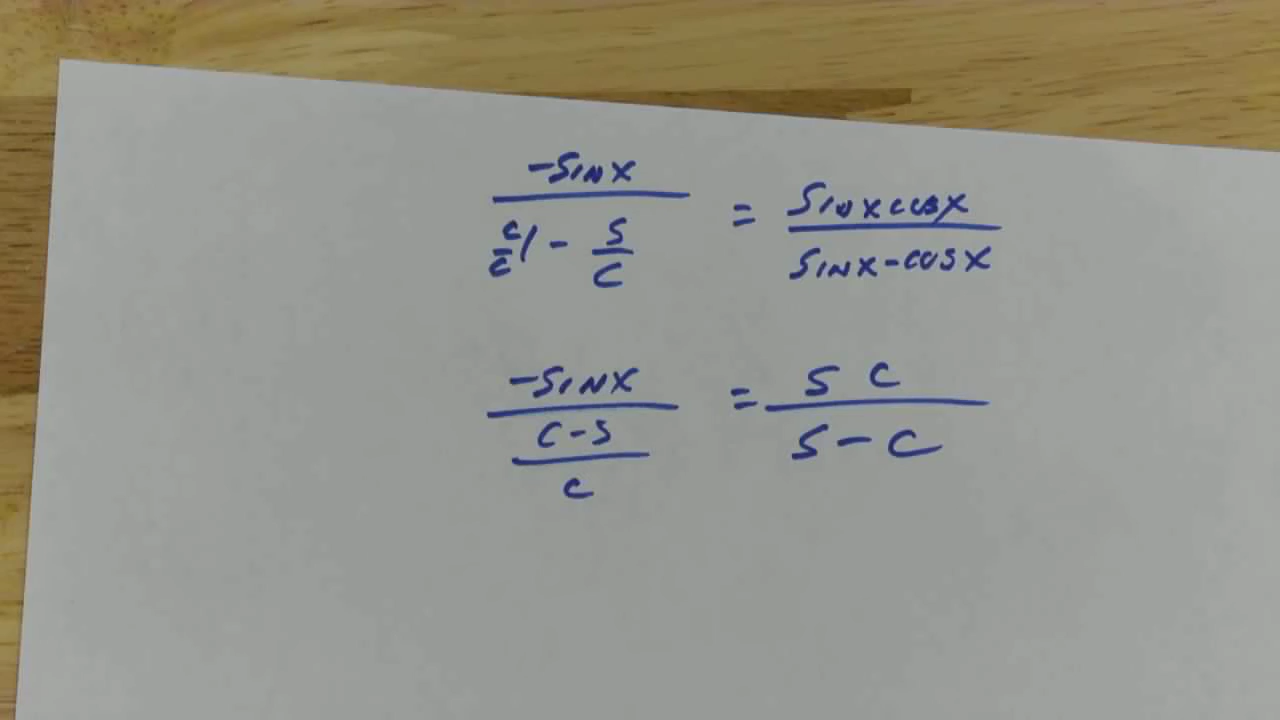 -sinx / (c/c 1 - s/c) = sinxcosx / (sinx-cosx)
-sinx / ((c-s)/c) = s c / (s-c)